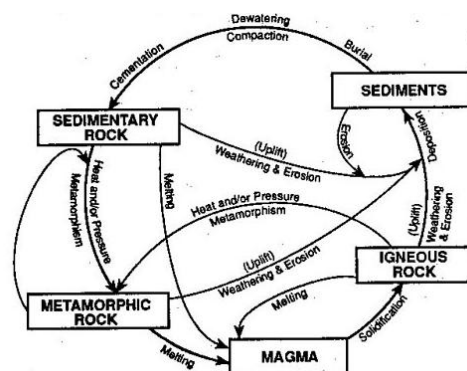 Dewatering
Compaction
Cementation
Burial
SEDIMENTS
SEDIMENTARY
ROCK
Erosion
Deposition
(Uplift)
Weathering & Erosion
Melting
Heat and/or Pressure
Metamorphism
Heat and/or Pressure
Metamorphism
(Uplift)
Weathering & Erosion
(Uplift)
Weathering & Erosion
IGNEOUS
ROCK
METAMORPHIC
ROCK
Melting
Solidification
Melting
MAGMA